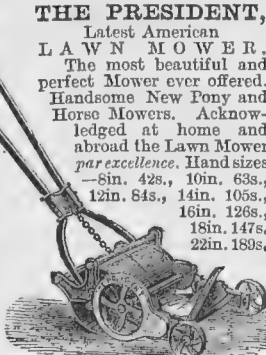 THE PRESIDENT,
Latest American
LAWN MOWER.
The most beautiful and
perfect Mower ever offered.
Handsome New Pony and
Horse Mowers. Acknow-
ledged at home and
abroad the Lawn Mower
par excellence. Hand sizes
—8in. 42s., 10in. 63s.,
12in. 84s., 14in. 105s.,
16in. 126s.,
18in. 147s.
22in. 189s.